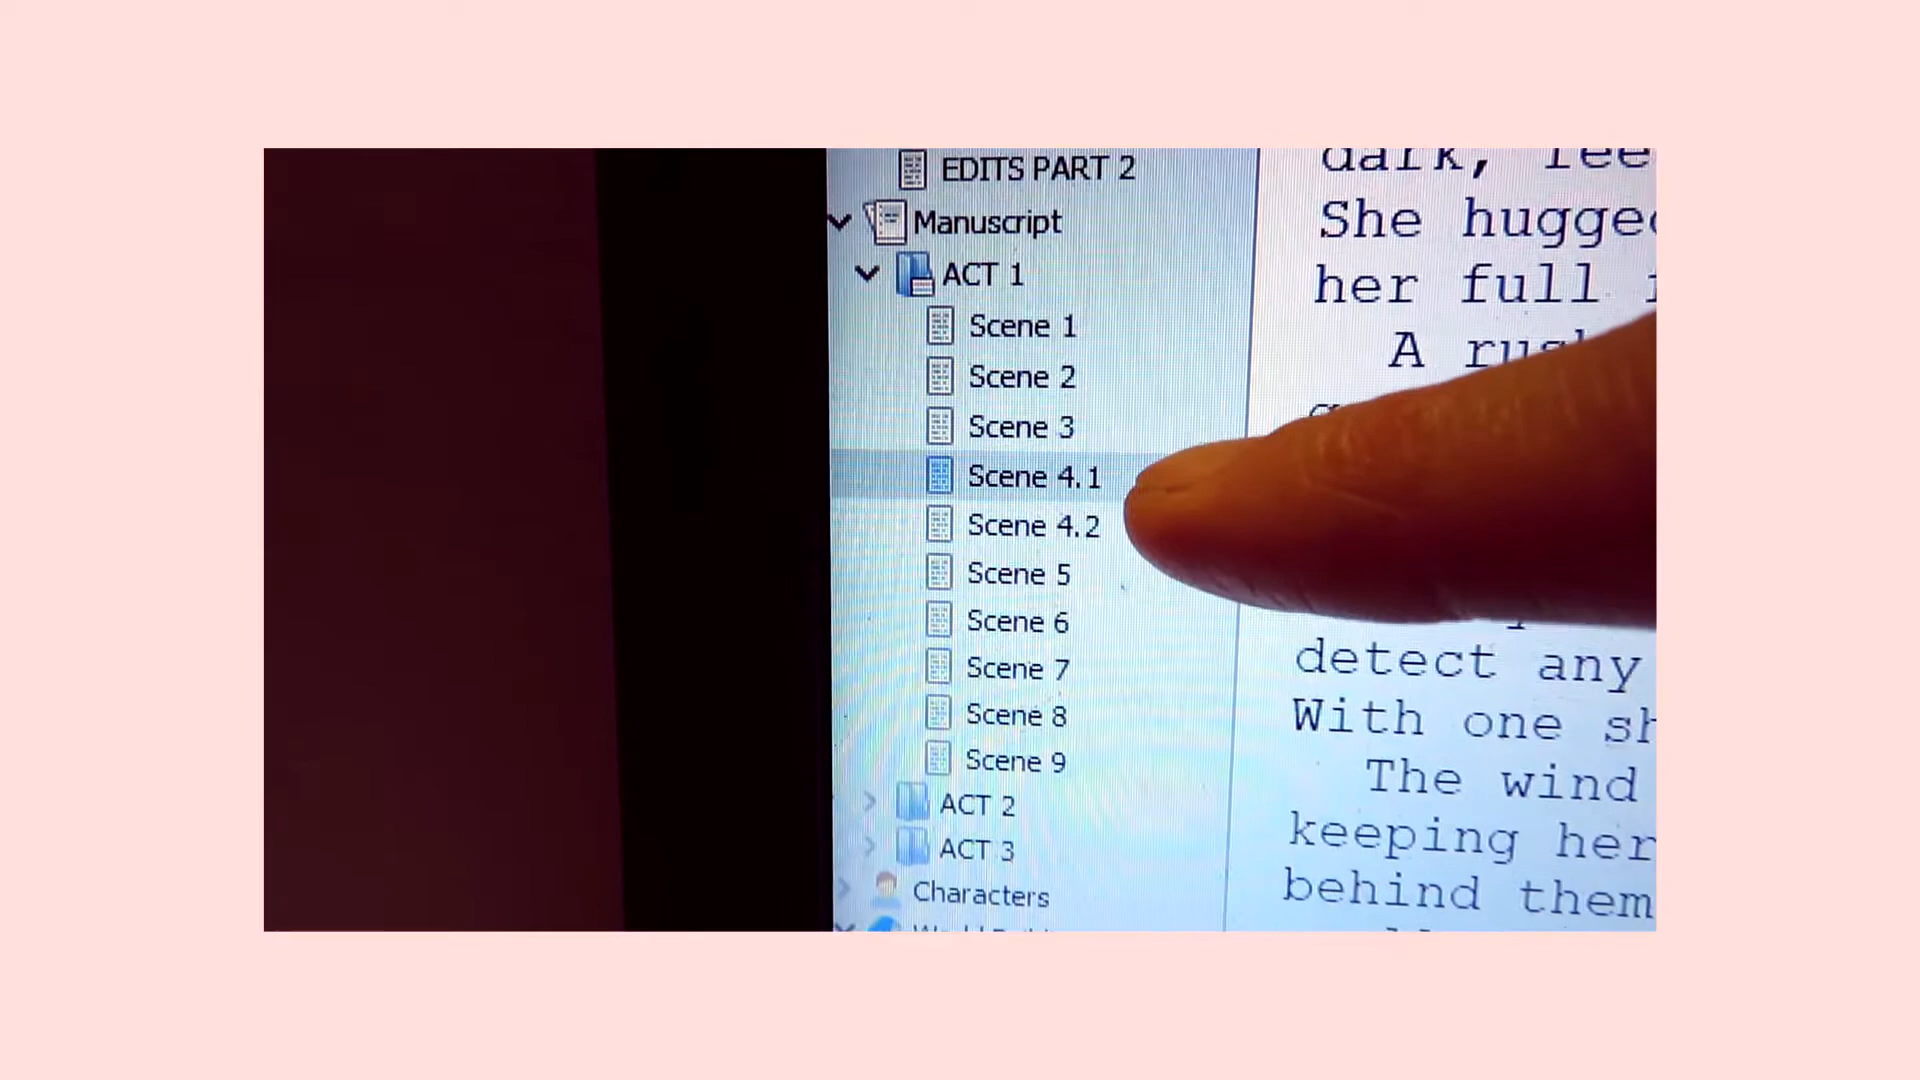 EDITS PART 2
Manuscript
ACT 1
Scene 1
Scene 2
Scene 3
Scene 4.1
Scene 4.2
Scene 5
Scene 6
Scene 7
Scene 8
Scene 9
ACT 2
ACT 3
Characters
dark,
She hugged
her full
A
detect any
With one
The wind
keeping her
behind them